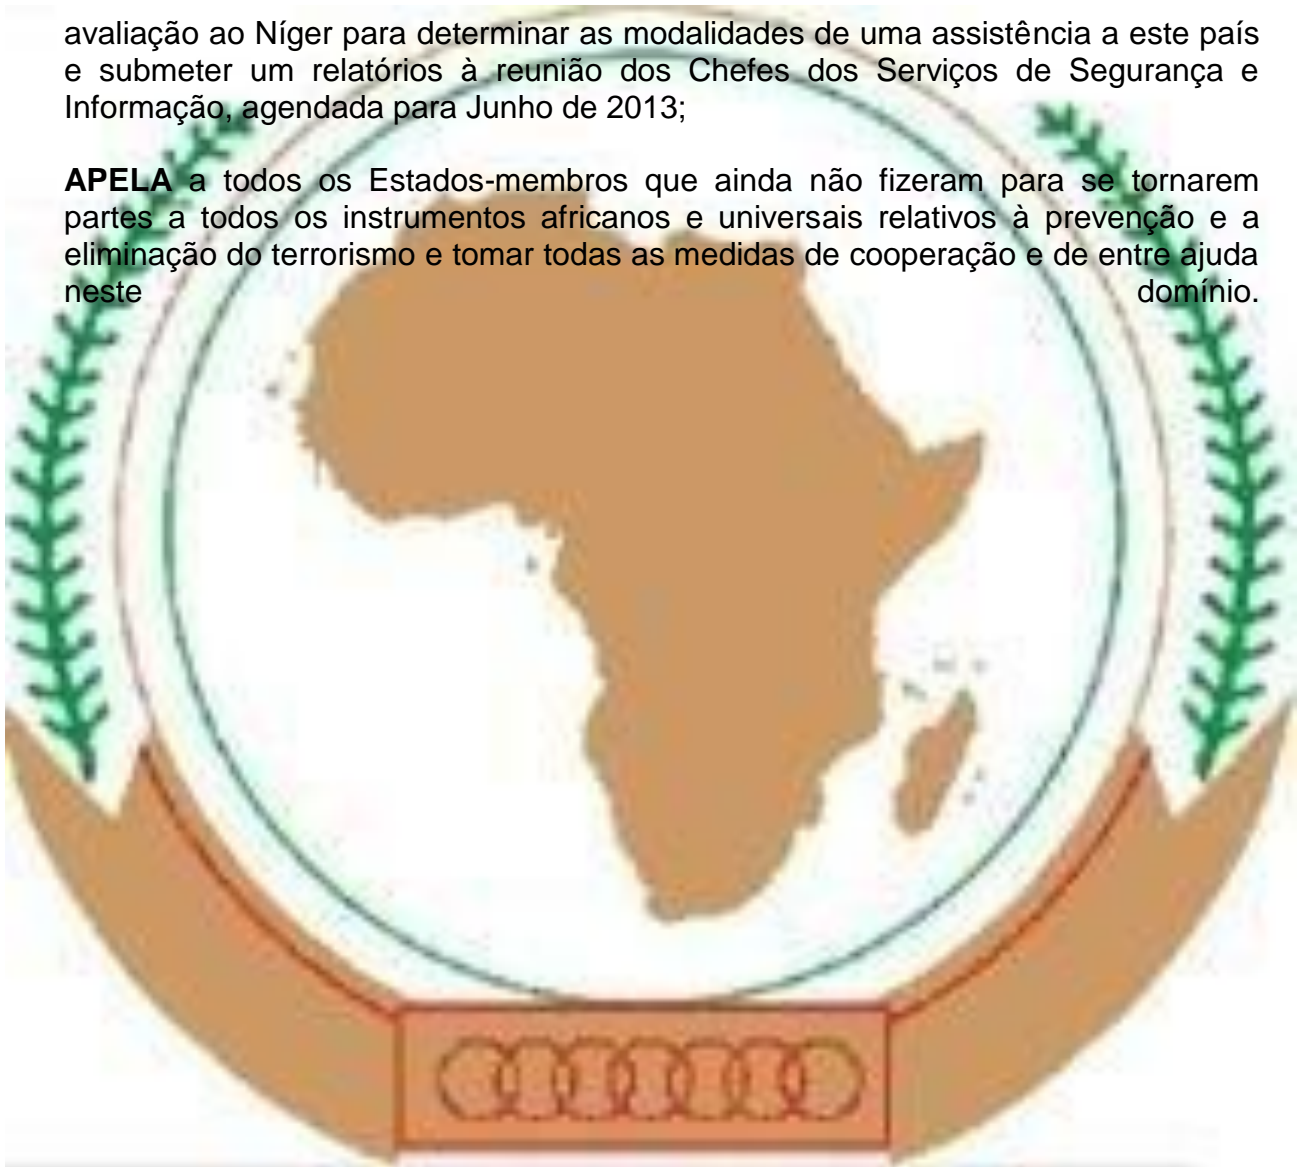 avaliação ao Níger para determinar as modalidades de uma assistência a este país
e submeter um relatórios à reunião dos Chefes dos Serviços de Segurança e
Informação, agendada para Junho de 2013;
APELA a todos os Estados-membros que ainda não fizeram para se tornarem
partes a todos os instrumentos africanos e universais relativos à prevenção e a
eliminação do terrorismo e tomar todas as medidas de cooperação e de entre ajuda
neste domínio.